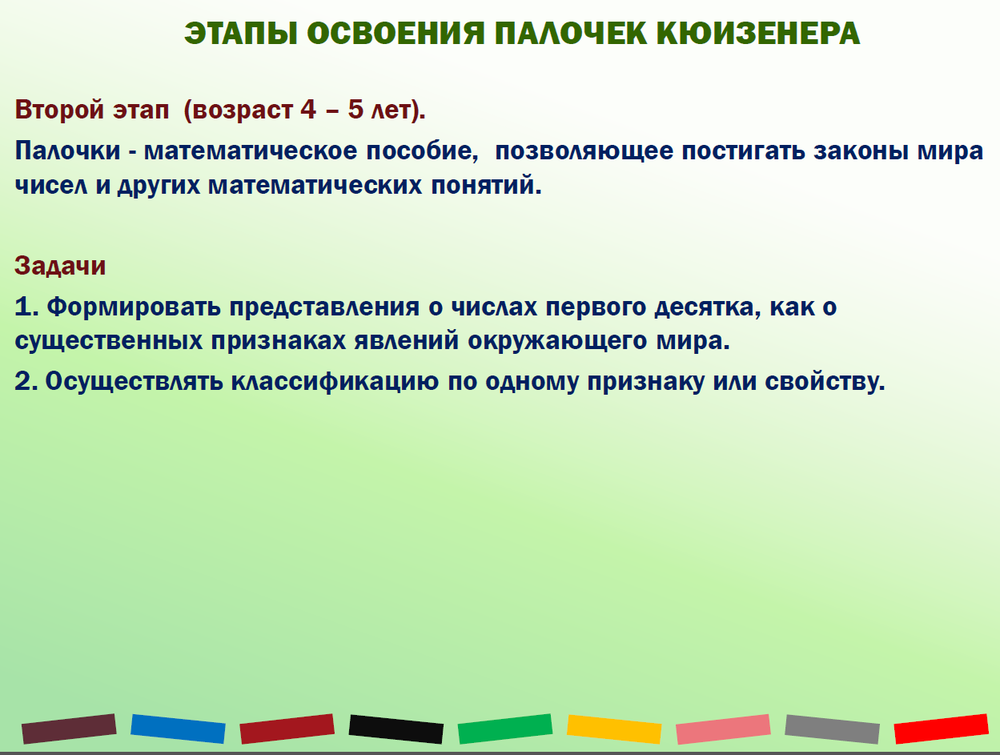 ЭТАПЫ ОСВОЕНИЯ ПАЛОЧЕК КЮИЗЕНЕРА
Второй этап (возраст 4 – 5 лет).
Палочки - математическое пособие, позволяющее постигать законы мира
чисел и других математических понятий.
Задачи
1. Формировать представления о числах первого десятка, как о
существенных признаках явлений окружающего мира.
2. Осуществлять классификацию по одному признаку или свойству.